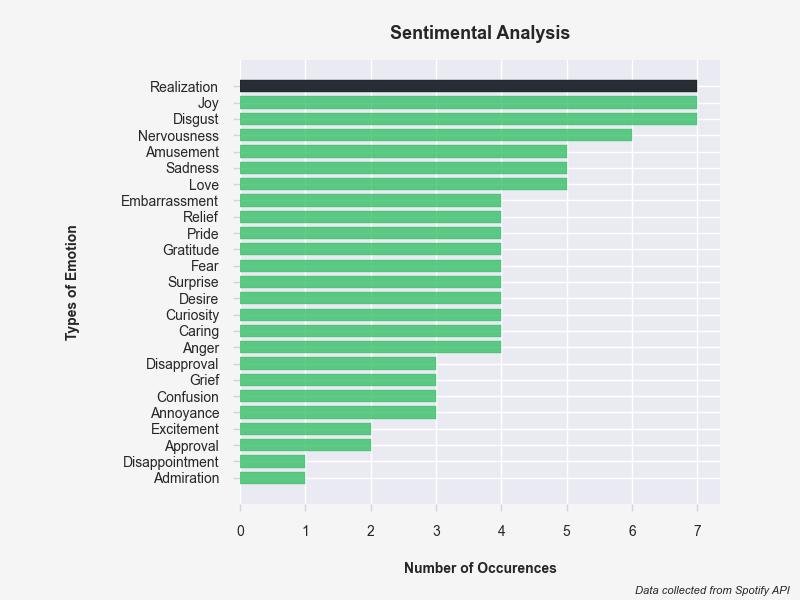 Sentimental Analysis
Types of Emotion
Realization
Joy
Disgust
Nervousness
Amusement
Sadness
Love
Embarrassment
Relief
Pride
Gratitude
Fear
Surprise
Desire
Curiosity
Caring
Anger
Disapproval
Grief
Confusion
Annoyance
Excitement
Approval
Disappointment
Admiration
0 1 2 3 4 5 6 7
Number of Occurences
Data collected from Spotify API